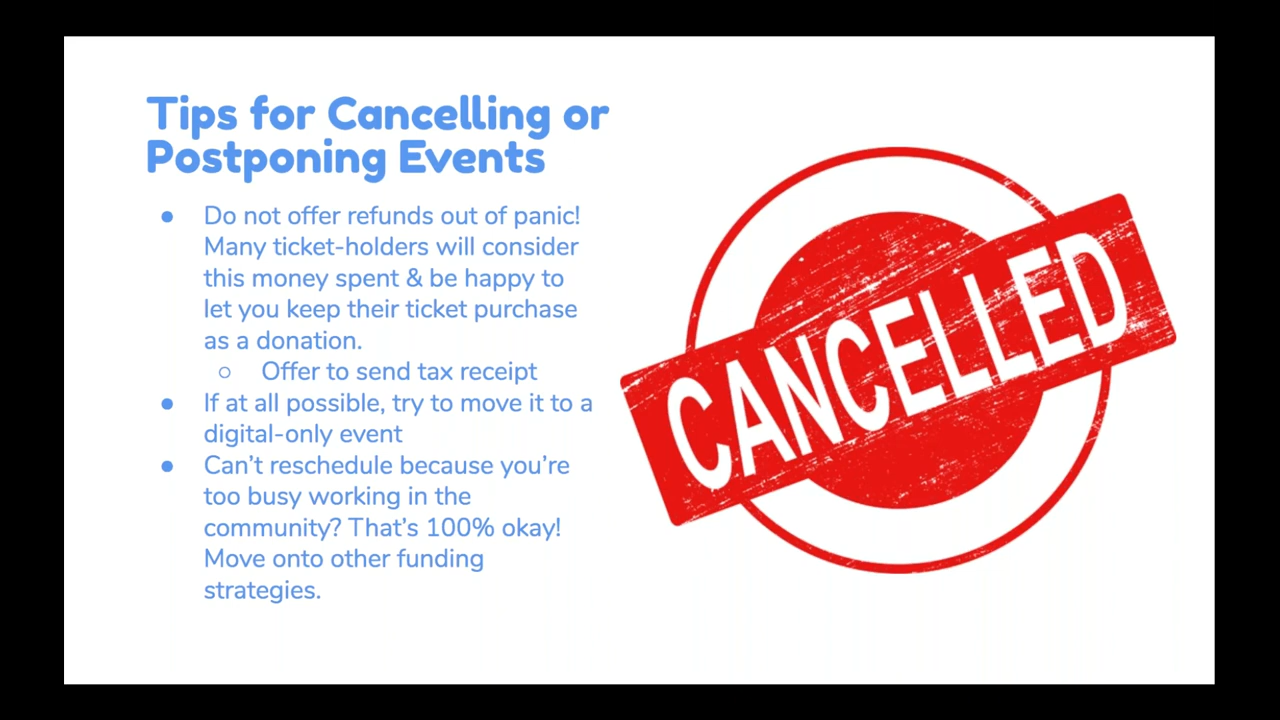 Tips for Cancelling or
Postponing Events
● Do not offer refunds out of panic!
Many ticket-holders will consider
this money spent & be happy to
let you keep their ticket purchase
as a donation.
○ Offer to send tax receipt
● If at all possible, try to move it to a
digital-only event
● Can’t reschedule because you’re
too busy working in the
community? That’s 100% okay!
Move onto other funding
strategies.
CANCELLED